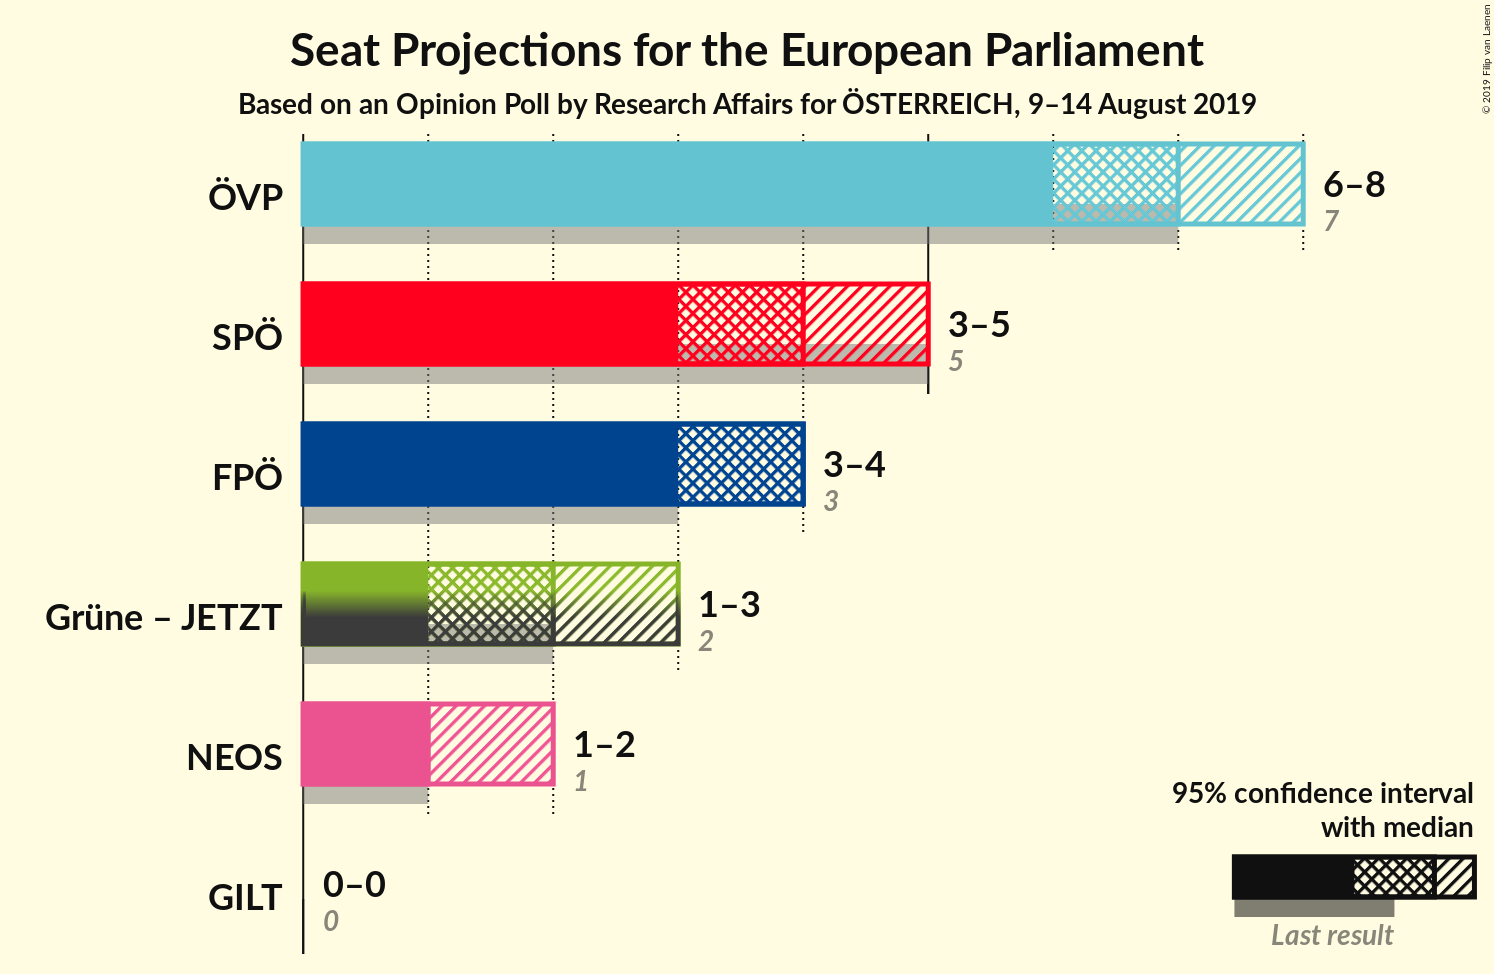 Seat Projections for the European Parliament
Based on an Opinion Poll by Research Affairs for ÖSTERREICH, 9–14 August 2019
© 2019 Filip van Laenen
ÖVP
6–8
7
SPÖ
3–5
5
FPÖ
3–4
3
Grüne – JETZT
1–3
2
NEOS
1–2
1
GILT
0–0
0
95% confidence interval
with median
Last result